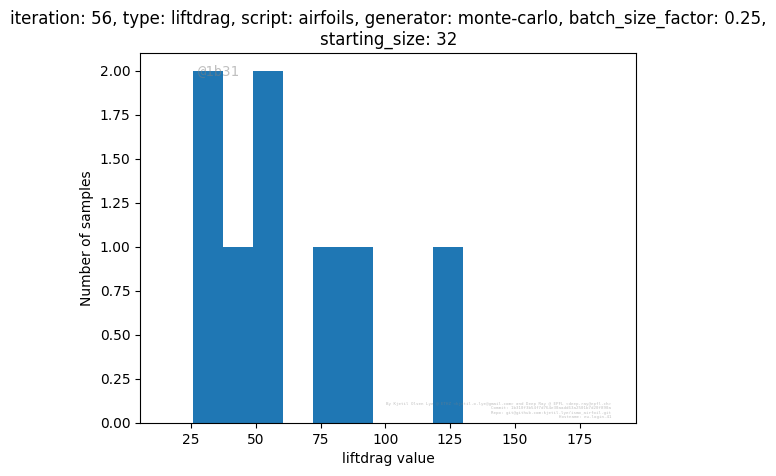 iteration: 56, type: liftdrag, script: airfoils, generator: monte-carlo, batch_size_factor: 0.25,
starting_size: 32
@1b31
2.00
1.75
1.50
1.25
1.00
0.75
0.50
0.25
0.00
Number of samples
25 50 75 100 125 150 175
liftdrag value